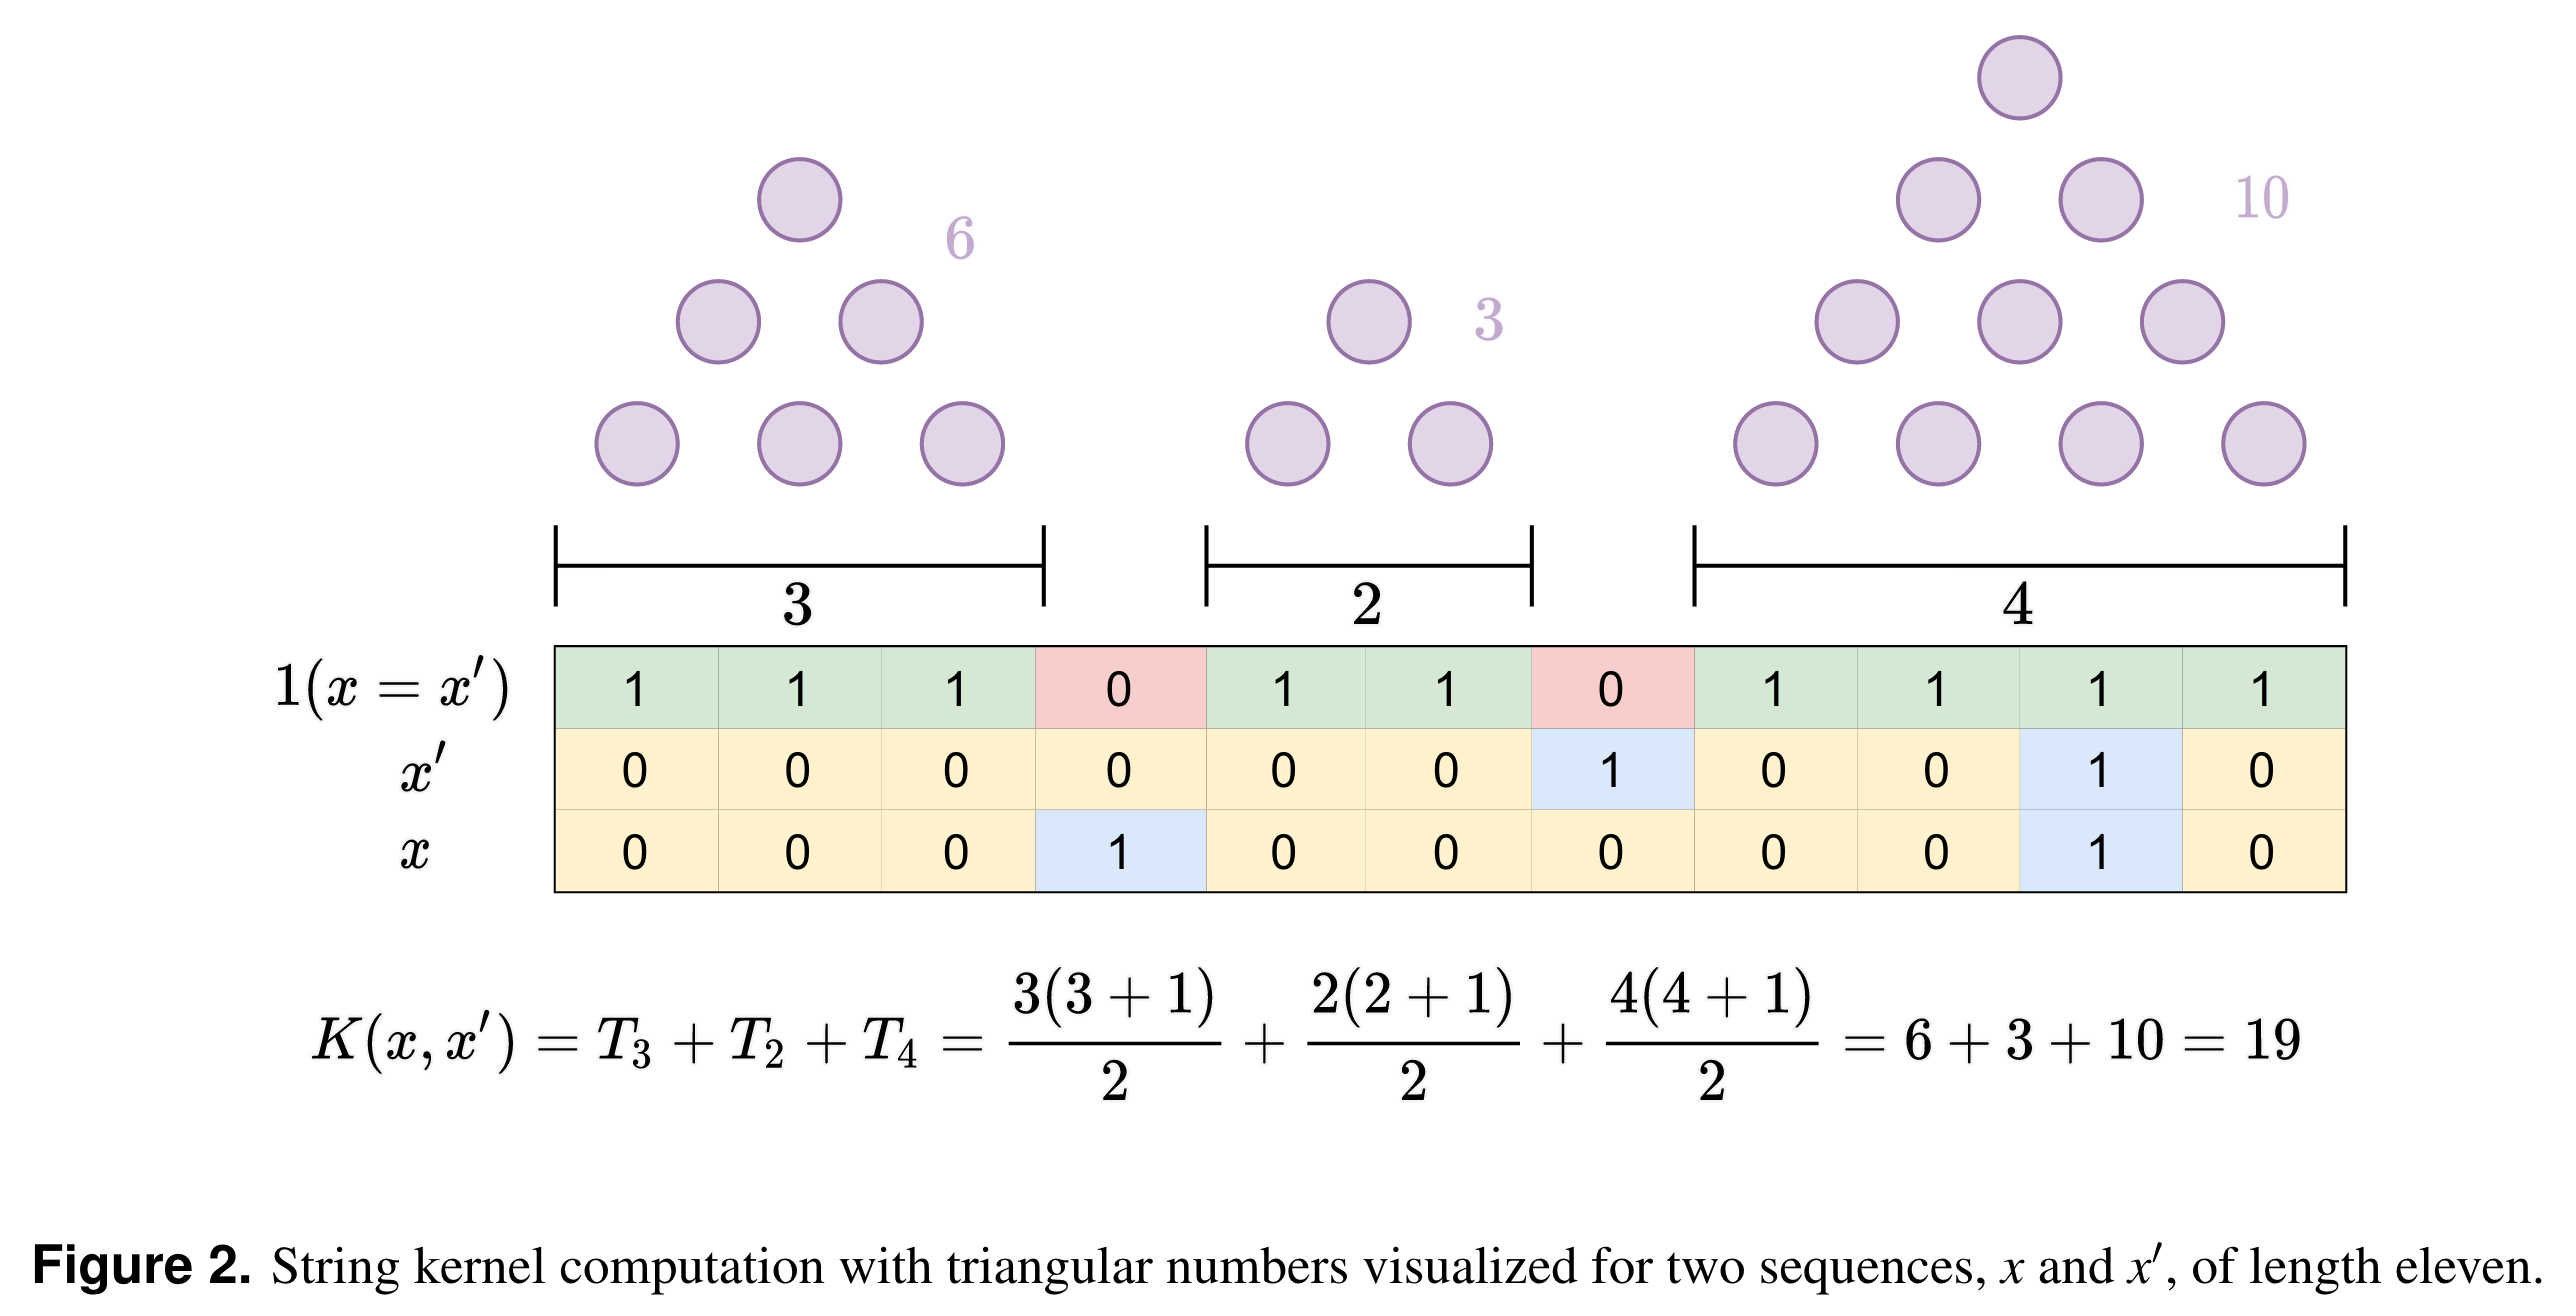 10
6
3
3 2 4
1(x = x′) 1 1 1 0 1 1 0 1 1 1 1
x′ 0 0 0 0 0 0 1 0 0 1 0
x 0 0 0 1 0 0 0 0 0 1 0
K(x, x′) = T₃ + T₂ + T₄ = 3(3 + 1)/2 + 2(2 + 1)/2 + 4(4 + 1)/2 = 6 + 3 + 10 = 19
Figure 2. String kernel computation with triangular numbers visualized for two sequences, x and x′, of length eleven.